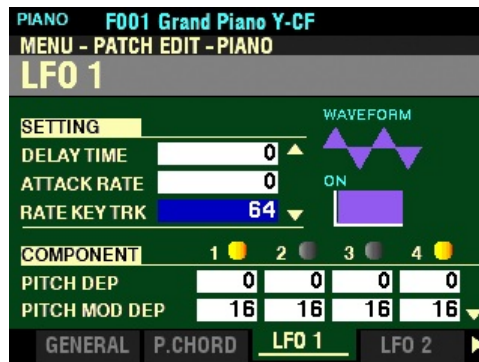 PIANO F001 Grand Piano Y-CF
MENU - PATCH EDIT - PIANO
LFO 1
WAVEFORM
SETTING
DELAY TIME 0
ATTACK RATE 0
ON
RATE KEY TRK 64
COMPONENT 1 2 3 4
PITCH DEP 0 0 0 0
PITCH MOD DEP 16 16 16 16
GENERAL P.CHORD LFO 1 LFO 2